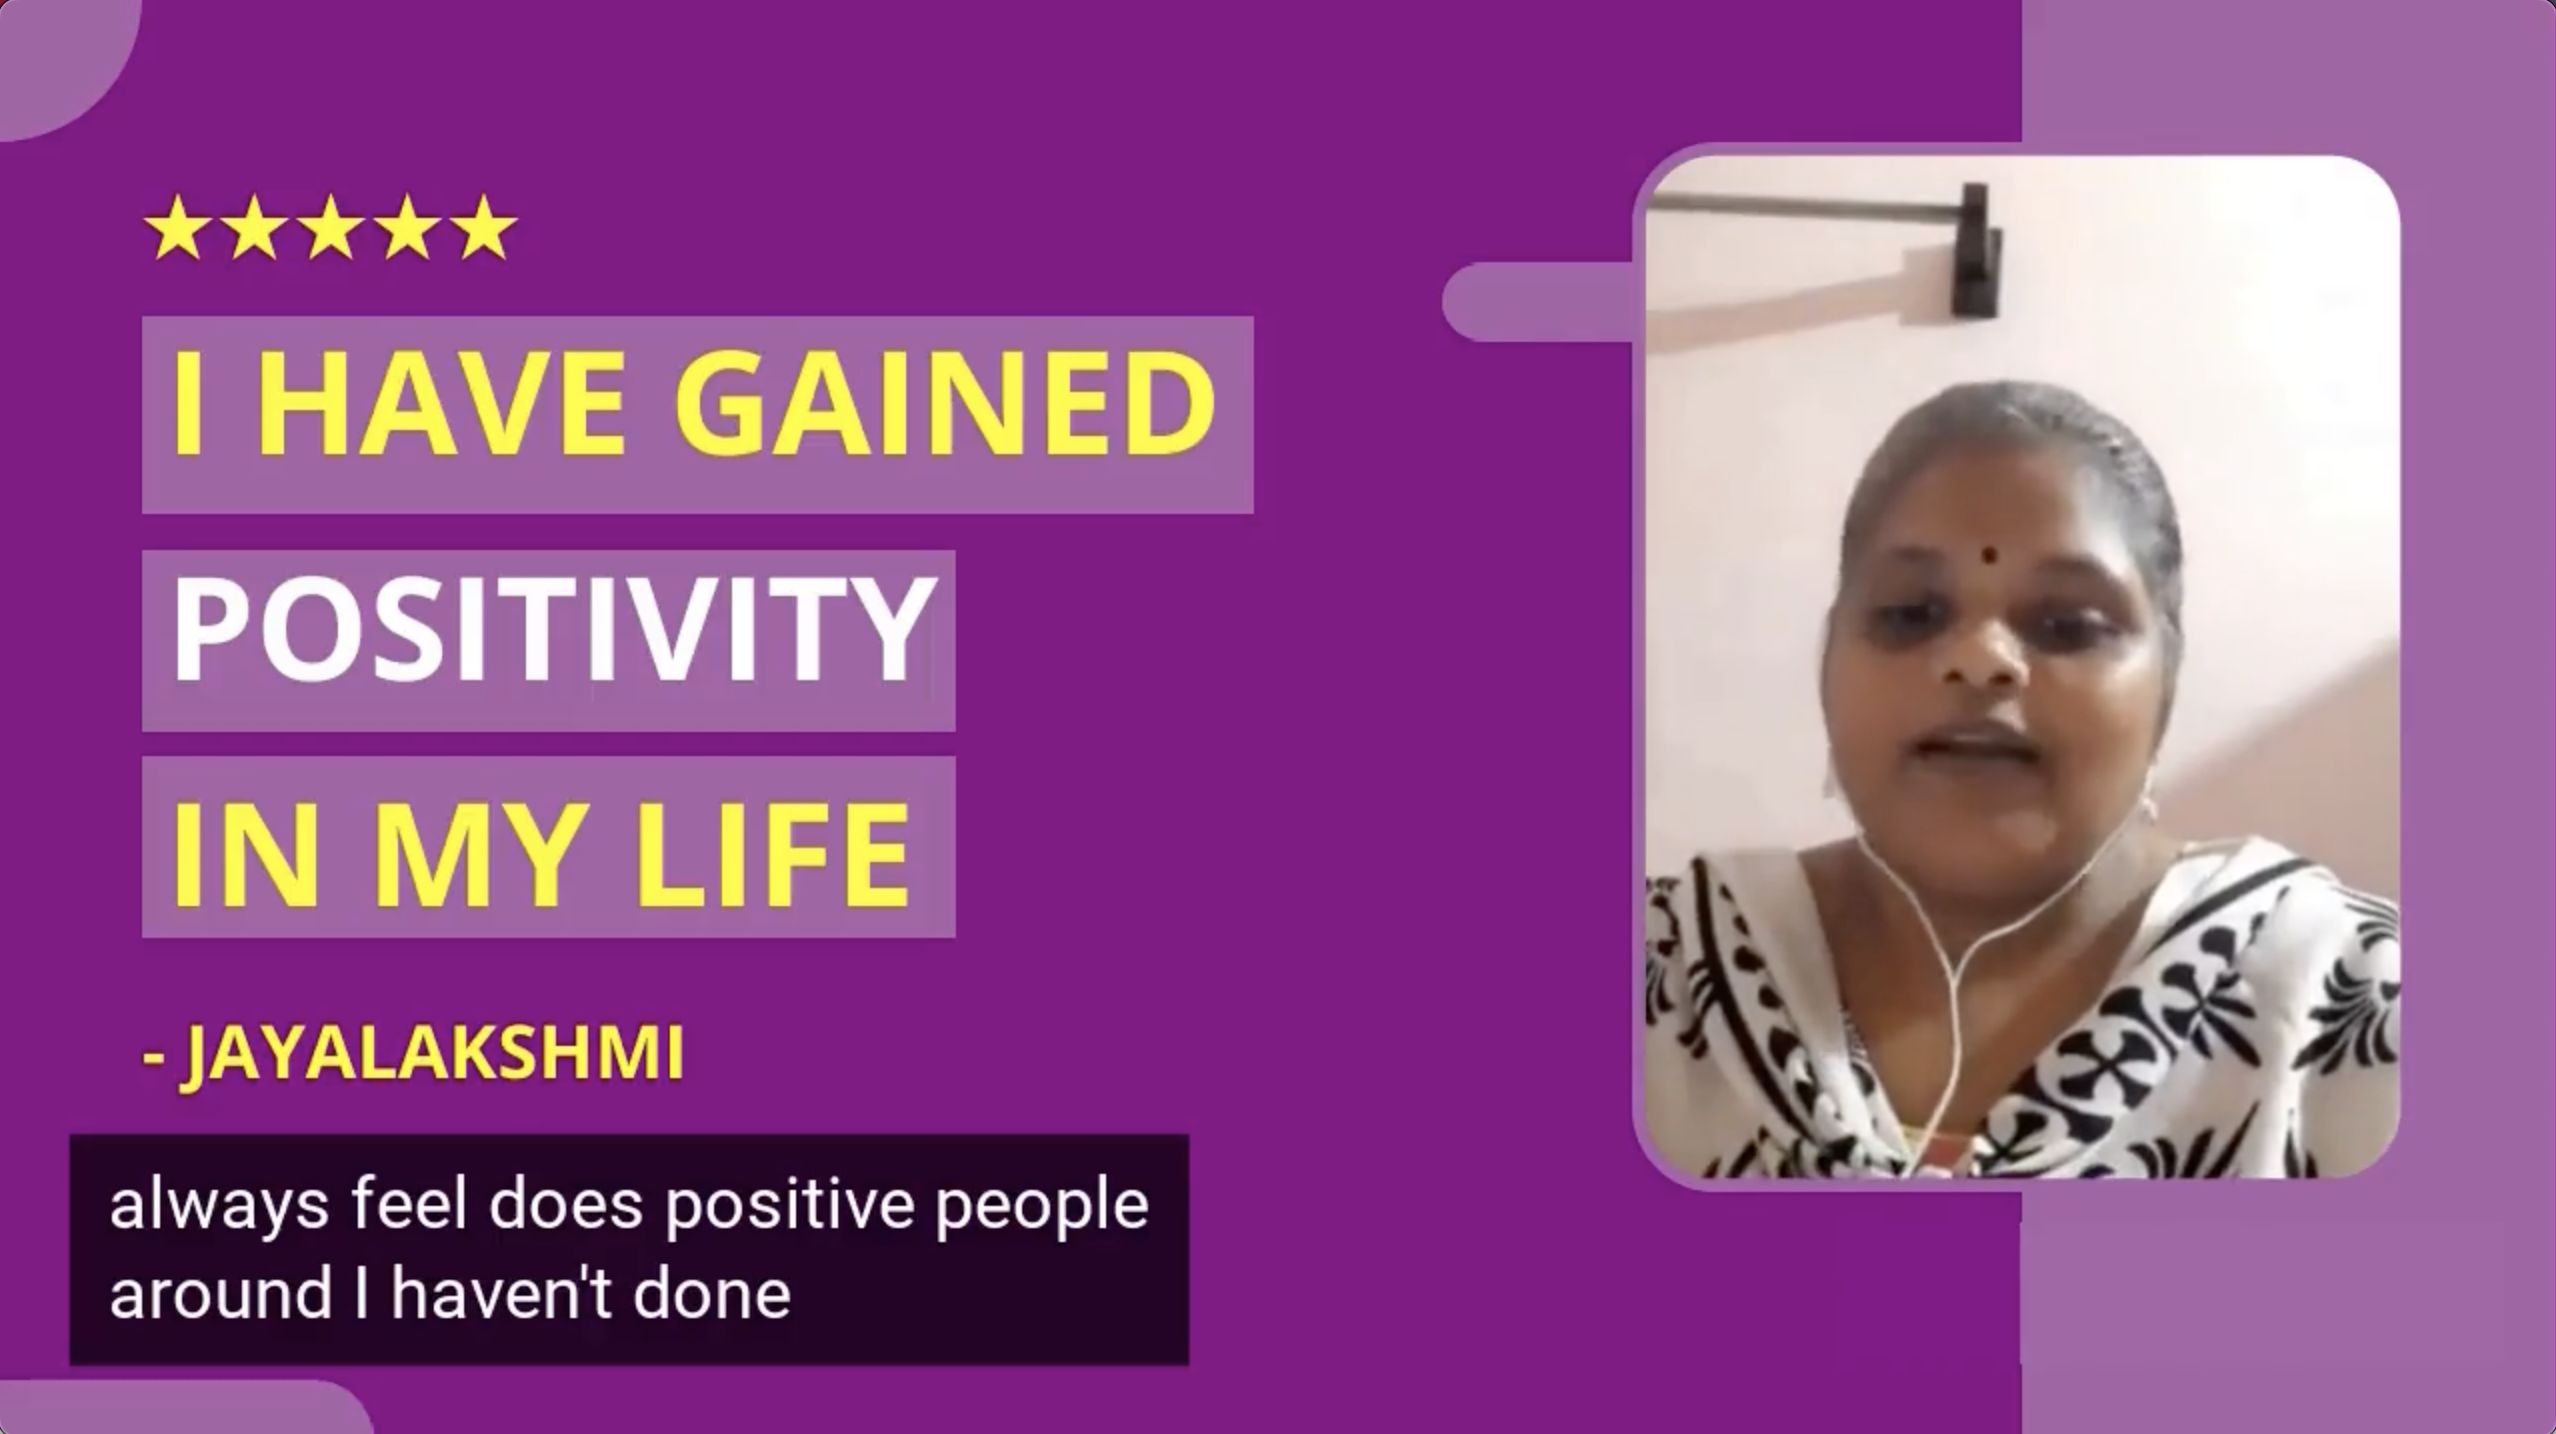 ★★★★★
I HAVE GAINED
POSITIVITY
IN MY LIFE
- JAYALAKSHMI
always feel does positive people
around I haven't done